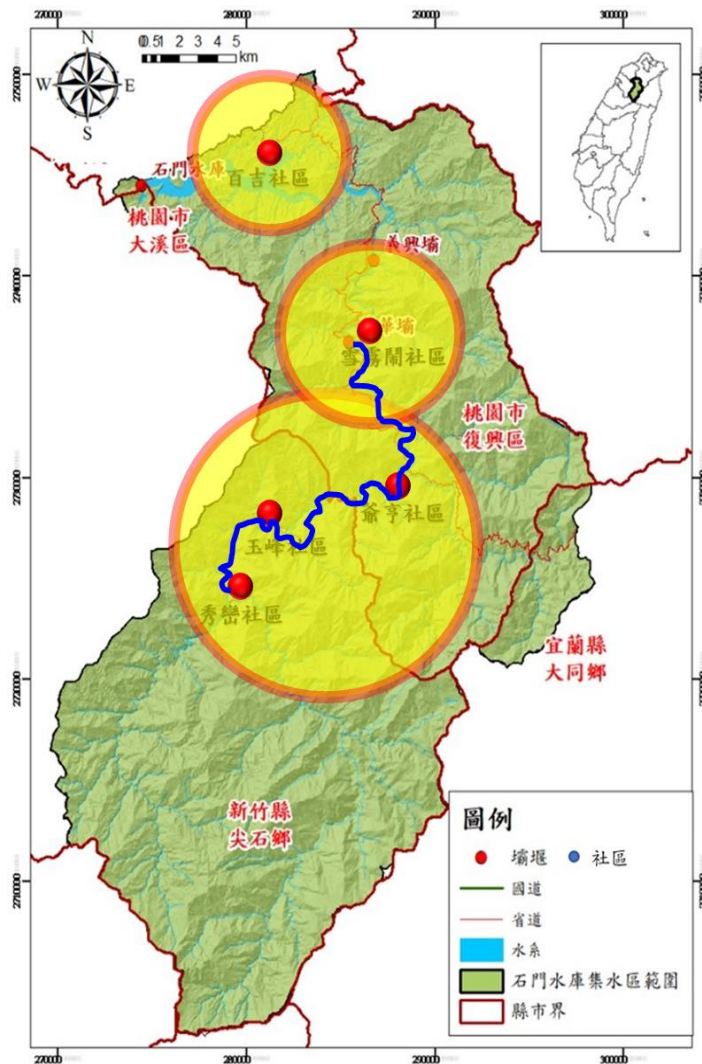 270000 280000 290000 300000
N
W E
S
0 0.5 1 2 3 4 5
km
石門水庫
百吉社區
桃園市
大溪區
義興壩
華壩
雪霧鬧社區
桃園市
復興區
爺亨社區
玉峰社區
秀巒社區
宜蘭縣
大同鄉
新竹縣
尖石鄉
圖例
壩堰 社區
國道
省道
水系
石門水庫集水區範圍
縣市界
270000 280000 290000 300000